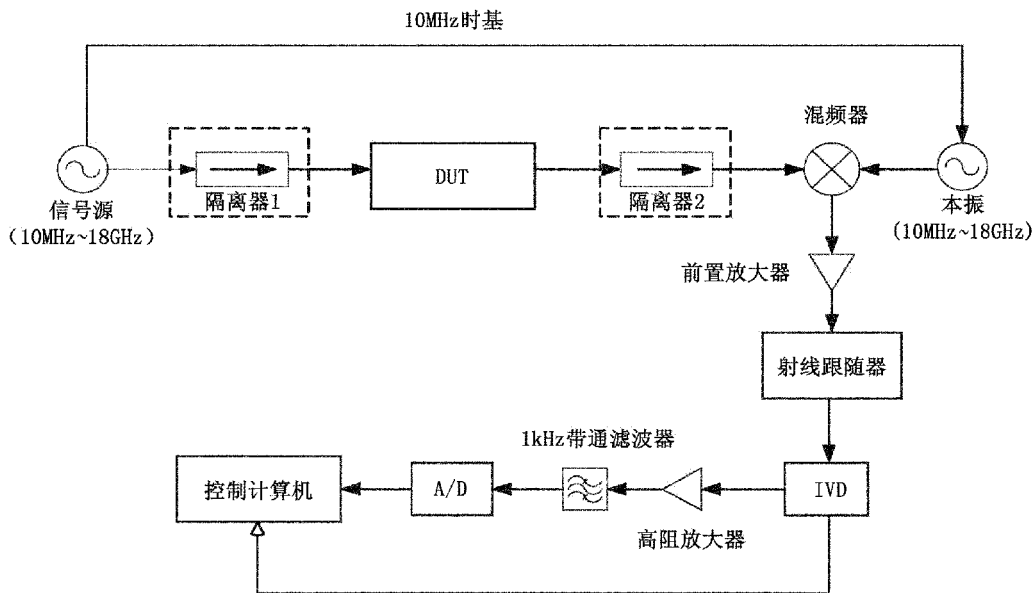 10MHz时基
混频器
DUT
隔离器1
隔离器2
信号源
（10MHz~18GHz）
本振
(10MHz~18GHz)
前置放大器
射线跟随器
1kHz带通滤波器
控制计算机
A/D
IVD
高阻放大器